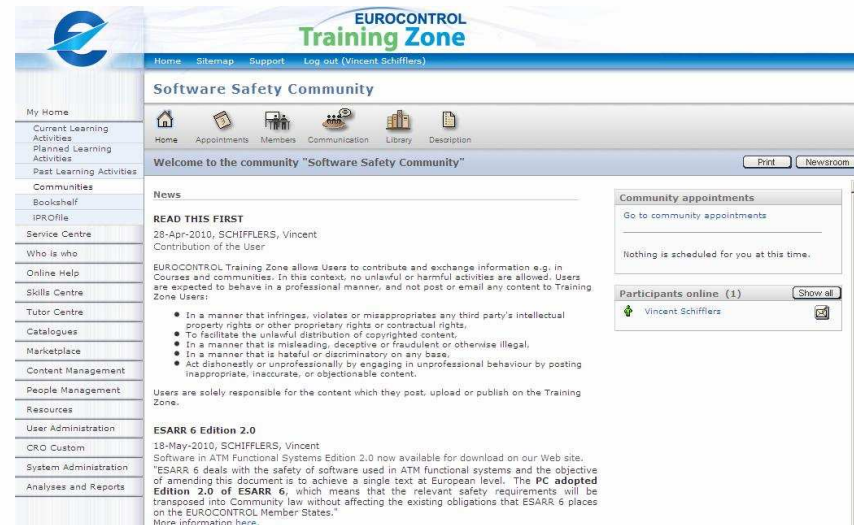 EUROCONTROL
Training Zone
Home Sitemap Support Log out (Vincent Schifflers)
Software Safety Community
My Home
Current Learning
Activities
Planned Learning
Activities
Past Learning Activities
Communities
Bookshelf
IPROfile
Service Centre
Who is who
Online Help
Skills Centre
Tutor Centre
Catalogues
Marketplace
Content Management
People Management
Resources
User Administration
CRO Custom
System Administration
Analyses and Reports
Home Appointments Members Communication Library Description
Welcome to the community "Software Safety Community"
Print Newsroom
News
READ THIS FIRST
28-Apr-2010, SCHIFFLERS, Vincent
Contribution of the User
EUROCONTROL Training Zone allows Users to contribute and exchange information e.g. in
Courses and communities. In this context, no unlawful or harmful activities are allowed. Users
are expected to behave in a professional manner, and not post or email any content to Training
Zone Users:
In a manner that infringes, violates or misappropriates any third party's intellectual
property rights or other proprietary rights or contractual rights,
To facilitate the unlawful distribution of copyrighted content,
In a manner that is misleading, deceptive or fraudulent or otherwise illegal,
In a manner that is hateful or discriminatory on any base,
Act dishonestly or unprofessionally by engaging in unprofessional behaviour by posting
inappropriate, inaccurate, or objectionable content.
Users are solely responsible for the content which they post, upload or publish on the Training
Zone.
ESARR 6 Edition 2.0
18-May-2010, SCHIFFLERS, Vincent
Software in ATM Functional Systems Edition 2.0 now available for download on our Web site.
"ESARR 6 deals with the safety of software used in ATM functional systems and the objective
of amending this document is to achieve a single text at European level. The PC adopted
Edition 2.0 of ESARR 6, which means that the relevant safety requirements will be
transposed into Community law without affecting the existing obligations that ESARR 6 places
on the EUROCONTROL Member States."
More information here.
Community appointments
Go to community appointments
Nothing is scheduled for you at this time.
Participants online (1) Show all
Vincent Schifflers